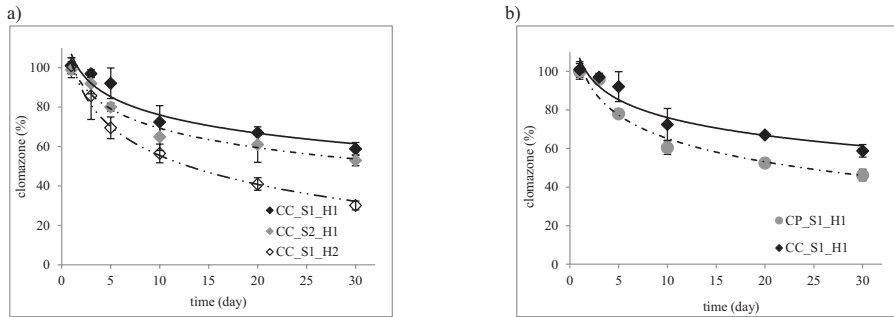 a)
100
80
60
40
20
0
clomazone (%)
CC_S1_H1
CC_S2_H1
CC_S1_H2
0 5 10 15 20 25 30
time (day)
b)
100
80
60
40
20
0
clomazone (%)
CP_S1_H1
CC_S1_H1
0 5 10 15 20 25 30
time (day)